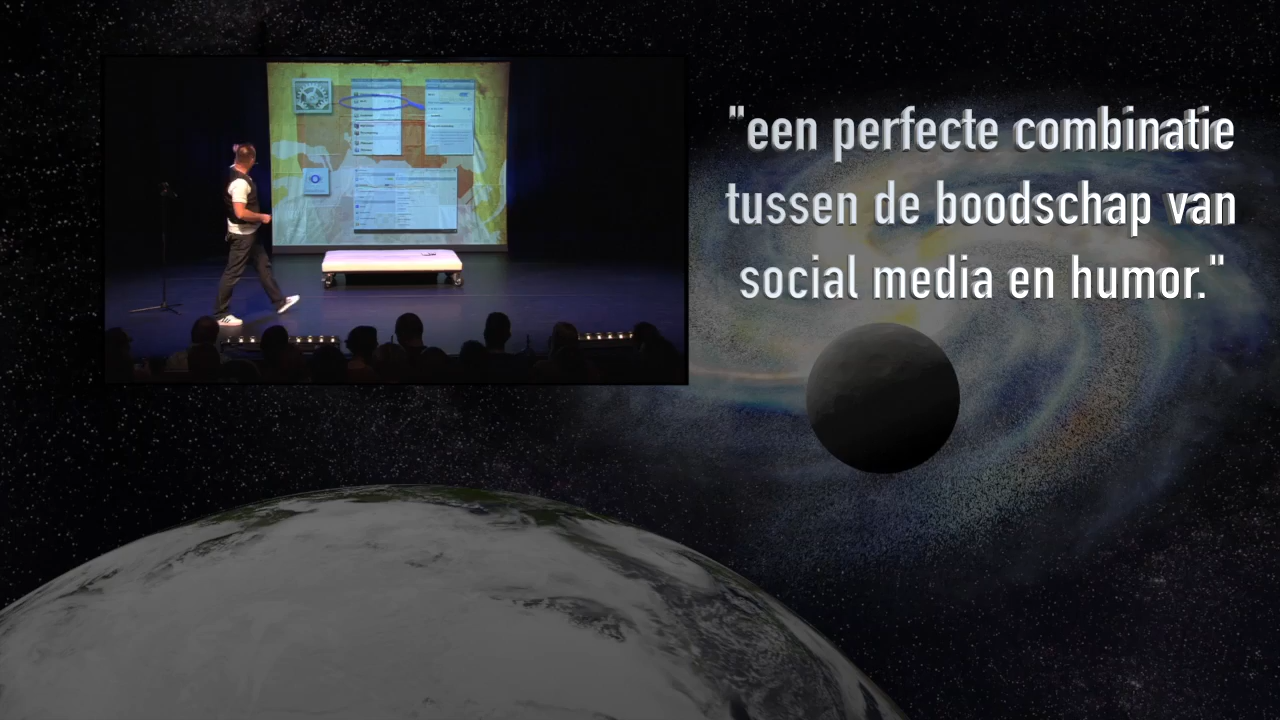 "een perfecte combinatie
tussen de boodschap van
social media en humor."